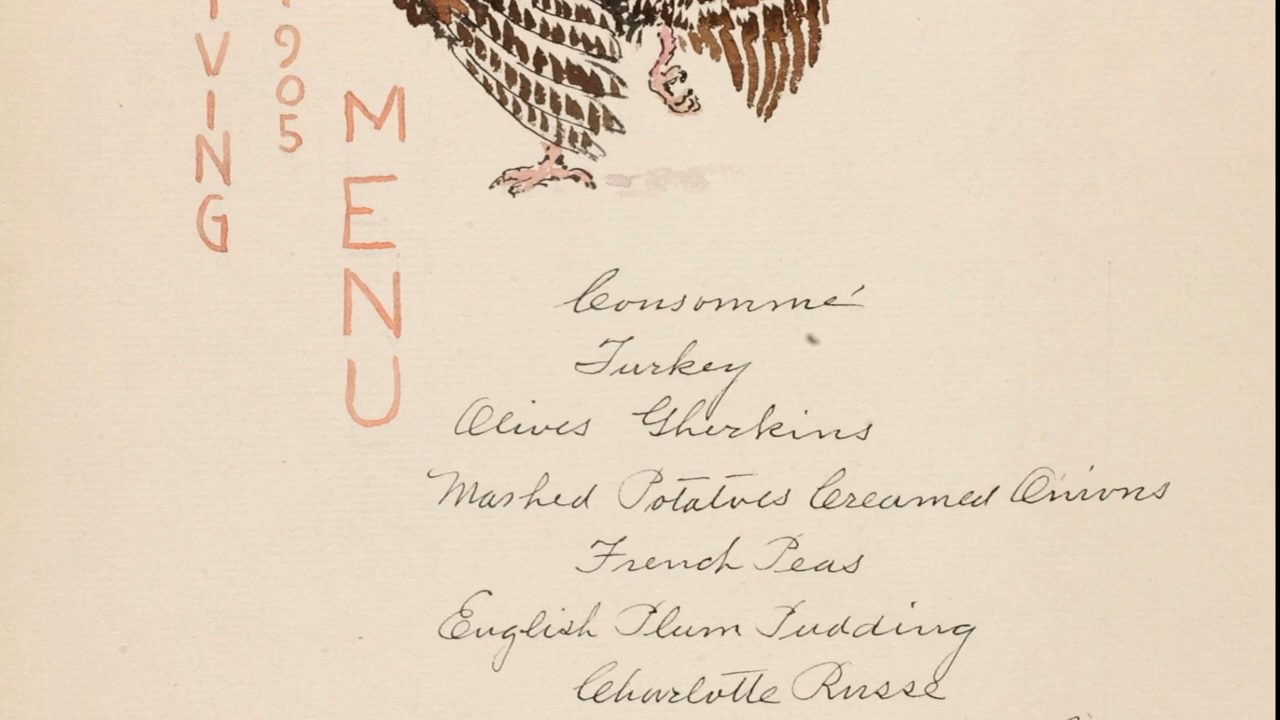 VING
905
MENU
Consommé
Turkey
Olives Gherkins
Mashed Potatoes Creamed Onions
French Peas
English Plum Pudding
Charlotte Russe